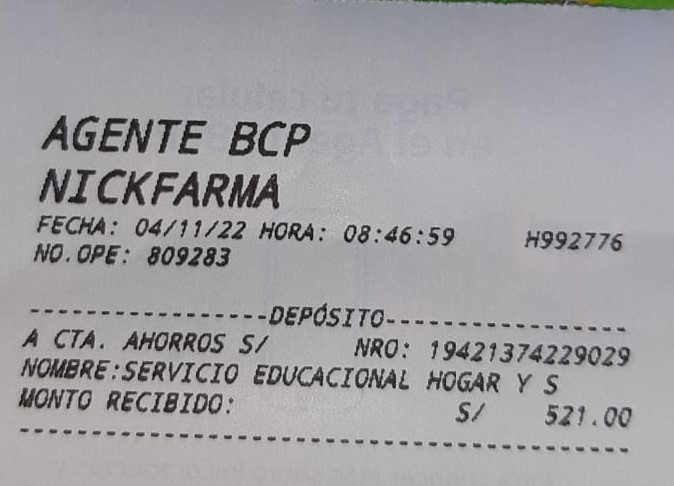 AGENTE BCP
NICKFARMA
FECHA: 04/11/22 HORA: 08:46:59 H992776
NO.OPE: 809283
-----------------DEPÓSITO-----------------
A CTA. AHORROS S/ NRO: 19421374229029
NOMBRE:SERVICIO EDUCACIONAL HOGAR Y S
MONTO RECIBIDO: S/ 521.00